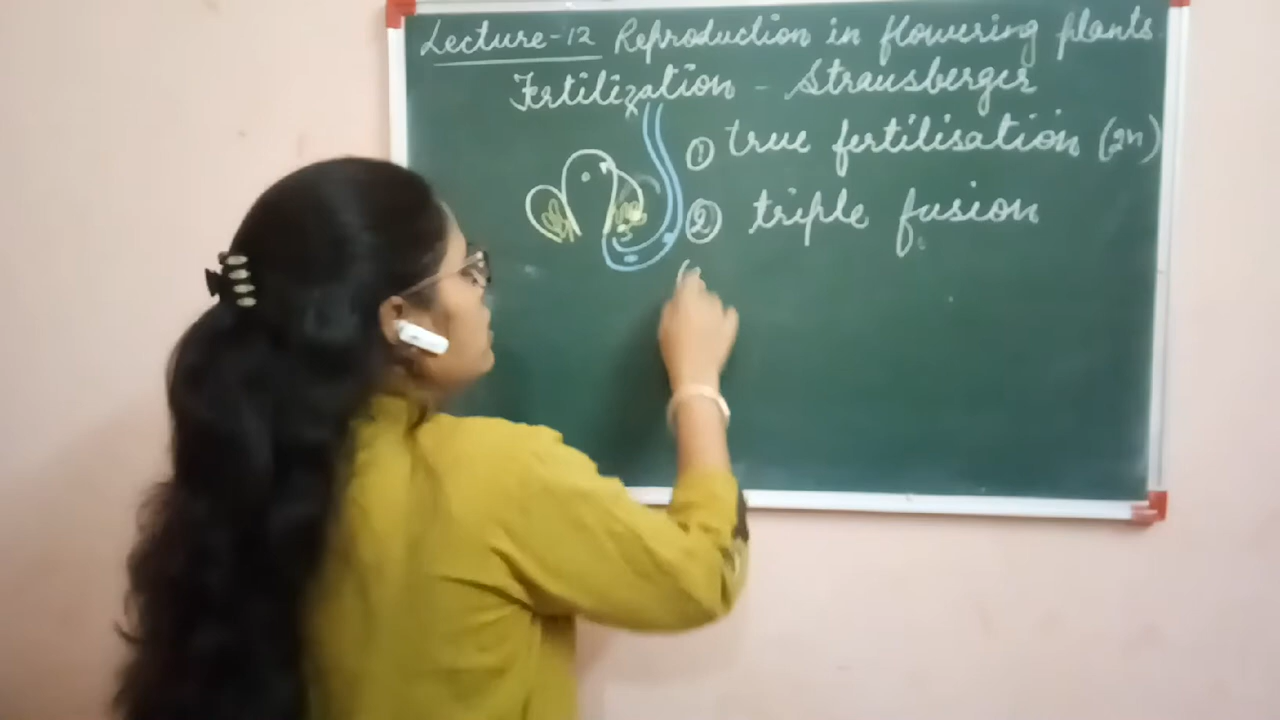 Lecture-12 Reproduction in flowering plants
Fertilization - Strausberger
① true fertilisation (2n)
② triple fusion